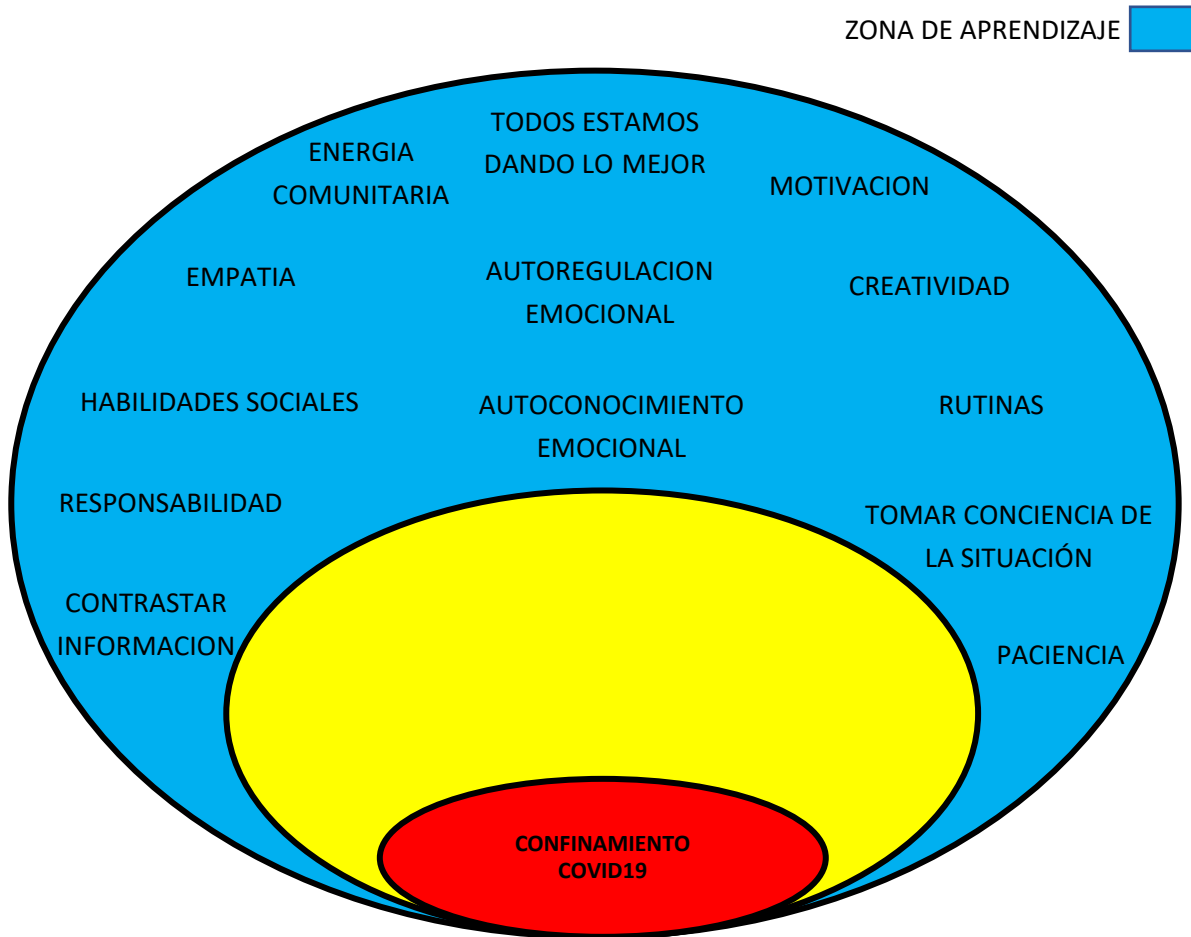 ZONA DE APRENDIZAJE
TODOS ESTAMOS
DANDO LO MEJOR
ENERGIA
COMUNITARIA
MOTIVACION
EMPATIA
AUTOREGULACION
EMOCIONAL
CREATIVIDAD
HABILIDADES SOCIALES
AUTOCONOCIMIENTO
EMOCIONAL
RUTINAS
RESPONSABILIDAD
TOMAR CONCIENCIA DE
LA SITUACIÓN
CONTRASTAR
INFORMACION
PACIENCIA
CONFINAMIENTO
COVID19